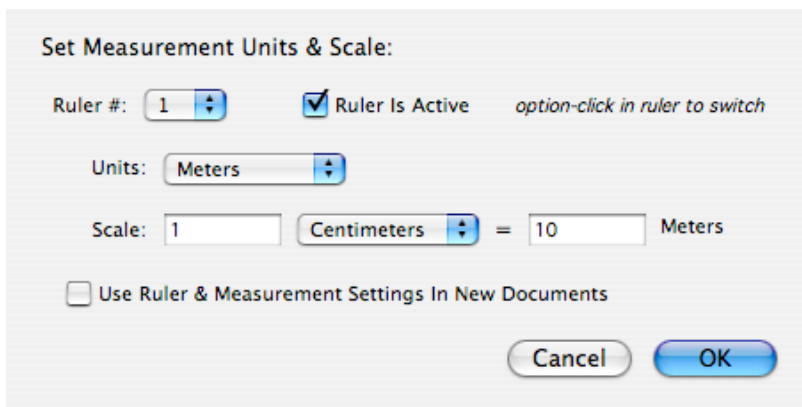 Set Measurement Units & Scale:
Ruler #: 1 Ruler Is Active option-click in ruler to switch
Units: Meters
Scale: 1 Centimeters = 10 Meters
Use Ruler & Measurement Settings In New Documents
Cancel OK